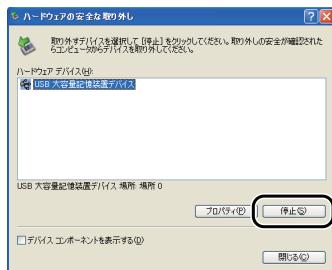 ハードウェアの安全な取り外し
取り外すデバイスを選択して [停止] をクリックしてください。取り外しの安全が確認された
らコンピュータからデバイスを取り外してください。
ハードウェア デバイス(H):
USB 大容量記憶装置デバイス
USB 大容量記憶装置デバイス 場所: 場所 0
プロパティ(P)
停止(S)
デバイス コンポーネントを表示する(D)
閉じる(C)